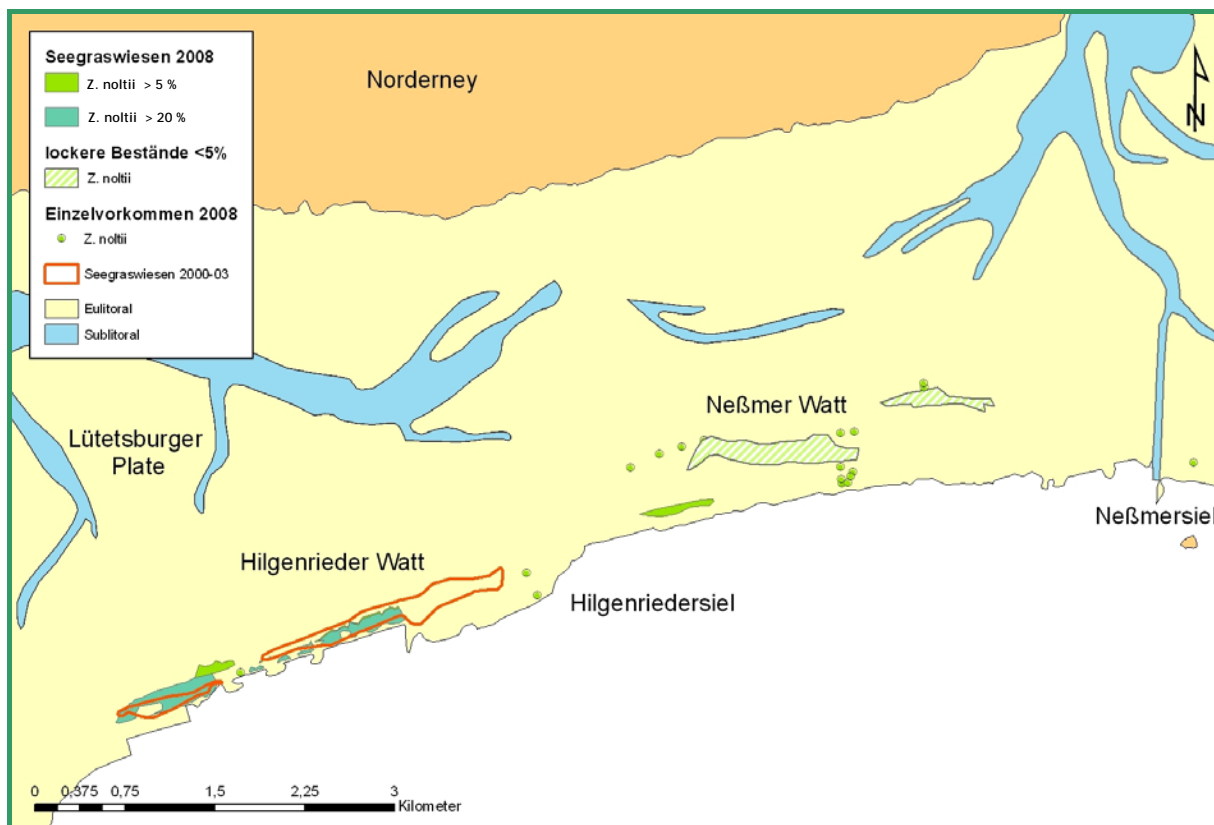 Seegraswiesen 2008
Z. noltii > 5 %
Z. noltii > 20 %
lockere Bestände <5%
Z. noltii
Einzelvorkommen 2008
Z. noltii
Seegraswiesen 2000-03
Eulitoral
Sublitoral
Norderney
N
Neßmer Watt
Lütetsburger
Plate
Neßmersiel
Hilgenrieder Watt
Hilgenriedersiel
0 0,375 0,75 1,5 2,25 3
Kilometer